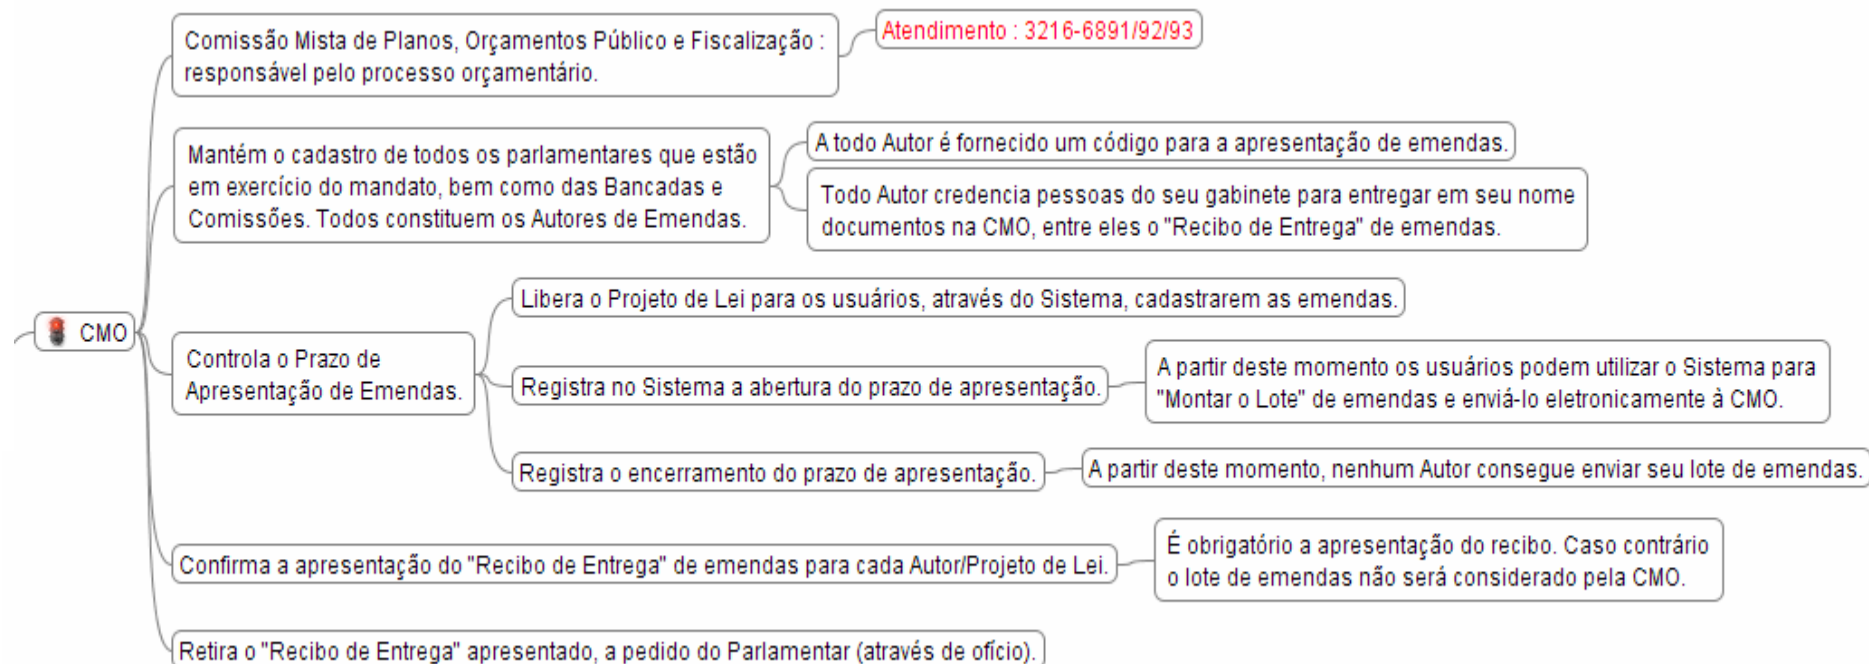 Comissão Mista de Planos, Orçamentos Público e Fiscalização :
responsável pelo processo orçamentário.
Atendimento : 3216-6891/92/93
Mantém o cadastro de todos os parlamentares que estão
em exercício do mandato, bem como das Bancadas e
Comissões. Todos constituem os Autores de Emendas.
A todo Autor é fornecido um código para a apresentação de emendas.
Todo Autor credencia pessoas do seu gabinete para entregar em seu nome
documentos na CMO, entre eles o "Recibo de Entrega" de emendas.
CMO
Controla o Prazo de
Apresentação de Emendas.
Libera o Projeto de Lei para os usuários, através do Sistema, cadastrarem as emendas.
Registra no Sistema a abertura do prazo de apresentação.
A partir deste momento os usuários podem utilizar o Sistema para
"Montar o Lote" de emendas e enviá-lo eletronicamente à CMO.
Registra o encerramento do prazo de apresentação.
A partir deste momento, nenhum Autor consegue enviar seu lote de emendas.
Confirma a apresentação do "Recibo de Entrega" de emendas para cada Autor/Projeto de Lei.
É obrigatório a apresentação do recibo. Caso contrário
o lote de emendas não será considerado pela CMO.
Retira o "Recibo de Entrega" apresentado, a pedido do Parlamentar (através de ofício).